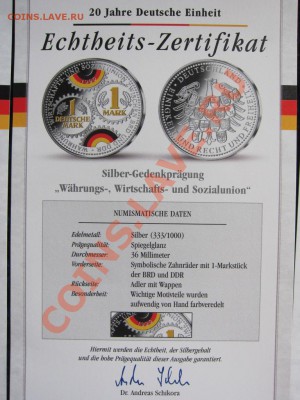 COINS.LAVE.RU
20 Jahre Deutsche Einheit
Echtheits-Zertifikat
1
DEUTSCHE
MARK
1
MARK
Silber-Gedenkprägung
„Währungs-, Wirtschafts- und Sozialunion“
NUMISMATISCHE DATEN
Edelmetall: Silber (333/1000)
Prägequalität: Spiegelglanz
Durchmesser: 36 Millimeter
Vorderseite: Symbolische Zahnräder mit 1-Markstück
der BRD und DDR
Rückseite: Adler mit Wappen
Besonderheit: Wichtige Motivteile wurden
aufwendig von Hand farbveredelt
Hiermit werden die Echtheit, der Silbergehalt
und die hohe Prägequalität dieser Ausgabe garantiert.
Dr. Andreas Schikora